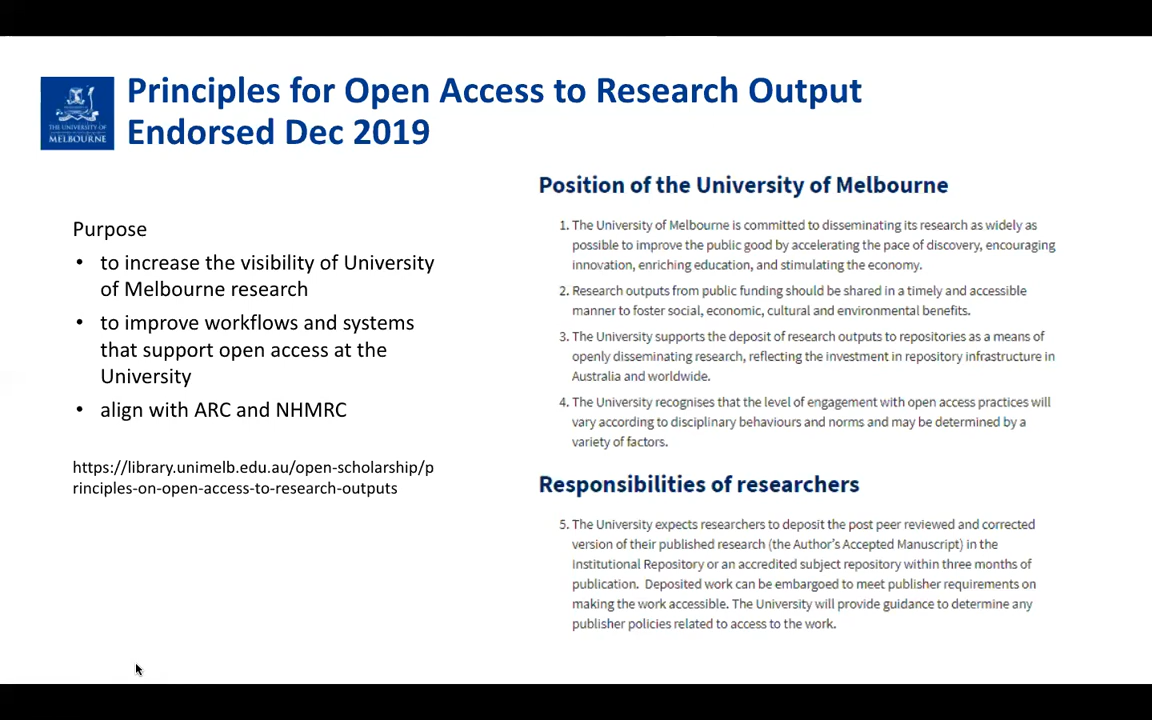 Principles for Open Access to Research Output
Endorsed Dec 2019
THE UNIVERSITY OF
MELBOURNE
Purpose
• to increase the visibility of University
of Melbourne research
• to improve workflows and systems
that support open access at the
University
• align with ARC and NHMRC
https://library.unimelb.edu.au/open-scholarship/p
rinciples-on-open-access-to-research-outputs
Position of the University of Melbourne
1. The University of Melbourne is committed to disseminating its research as widely as
possible to improve the public good by accelerating the pace of discovery, encouraging
innovation, enriching education, and stimulating the economy.
2. Research outputs from public funding should be shared in a timely and accessible
manner to foster social, economic, cultural and environmental benefits.
3. The University supports the deposit of research outputs to repositories as a means of
openly disseminating research, reflecting the investment in repository infrastructure in
Australia and worldwide.
4. The University recognises that the level of engagement with open access practices will
vary according to disciplinary behaviours and norms and may be determined by a
variety of factors.
Responsibilities of researchers
5. The University expects researchers to deposit the post peer reviewed and corrected
version of their published research (the Author's Accepted Manuscript) in the
institutional Repository or an accredited subject repository within three months of
publication. Deposited work can be embargoed to meet publisher requirements on
making the work accessible. The University will provide guidance to determine any
publisher policies related to access to the work.